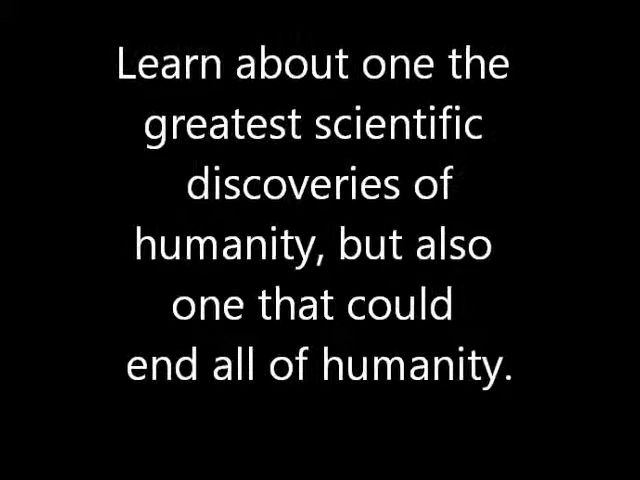 Learn about one the
greatest scientific
discoveries of
humanity, but also
one that could
end all of humanity.